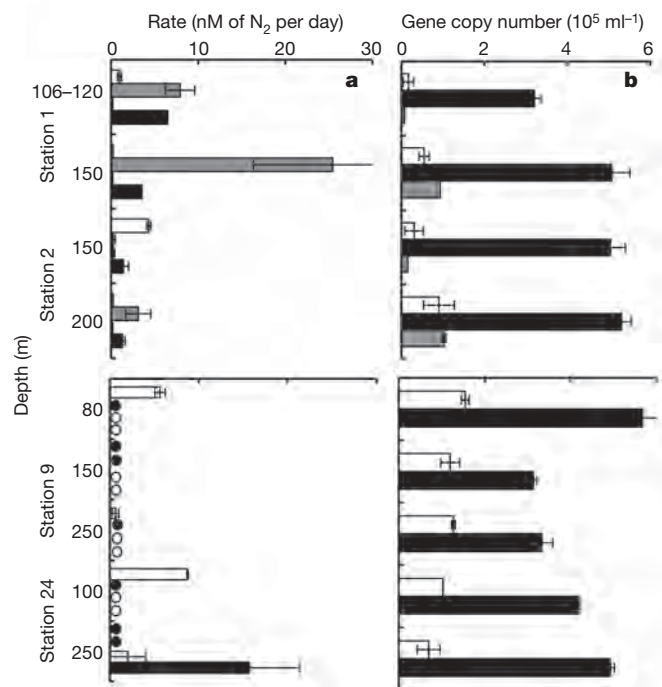 Rate (nM of N₂ per day)
0 10 20 30
a
Gene copy number (10⁵ ml⁻¹)
0 2 4 6
b
Depth (m)
Station 1
106–120
150
Station 2
150
200
Station 9
80
150
250
Station 24
100
250